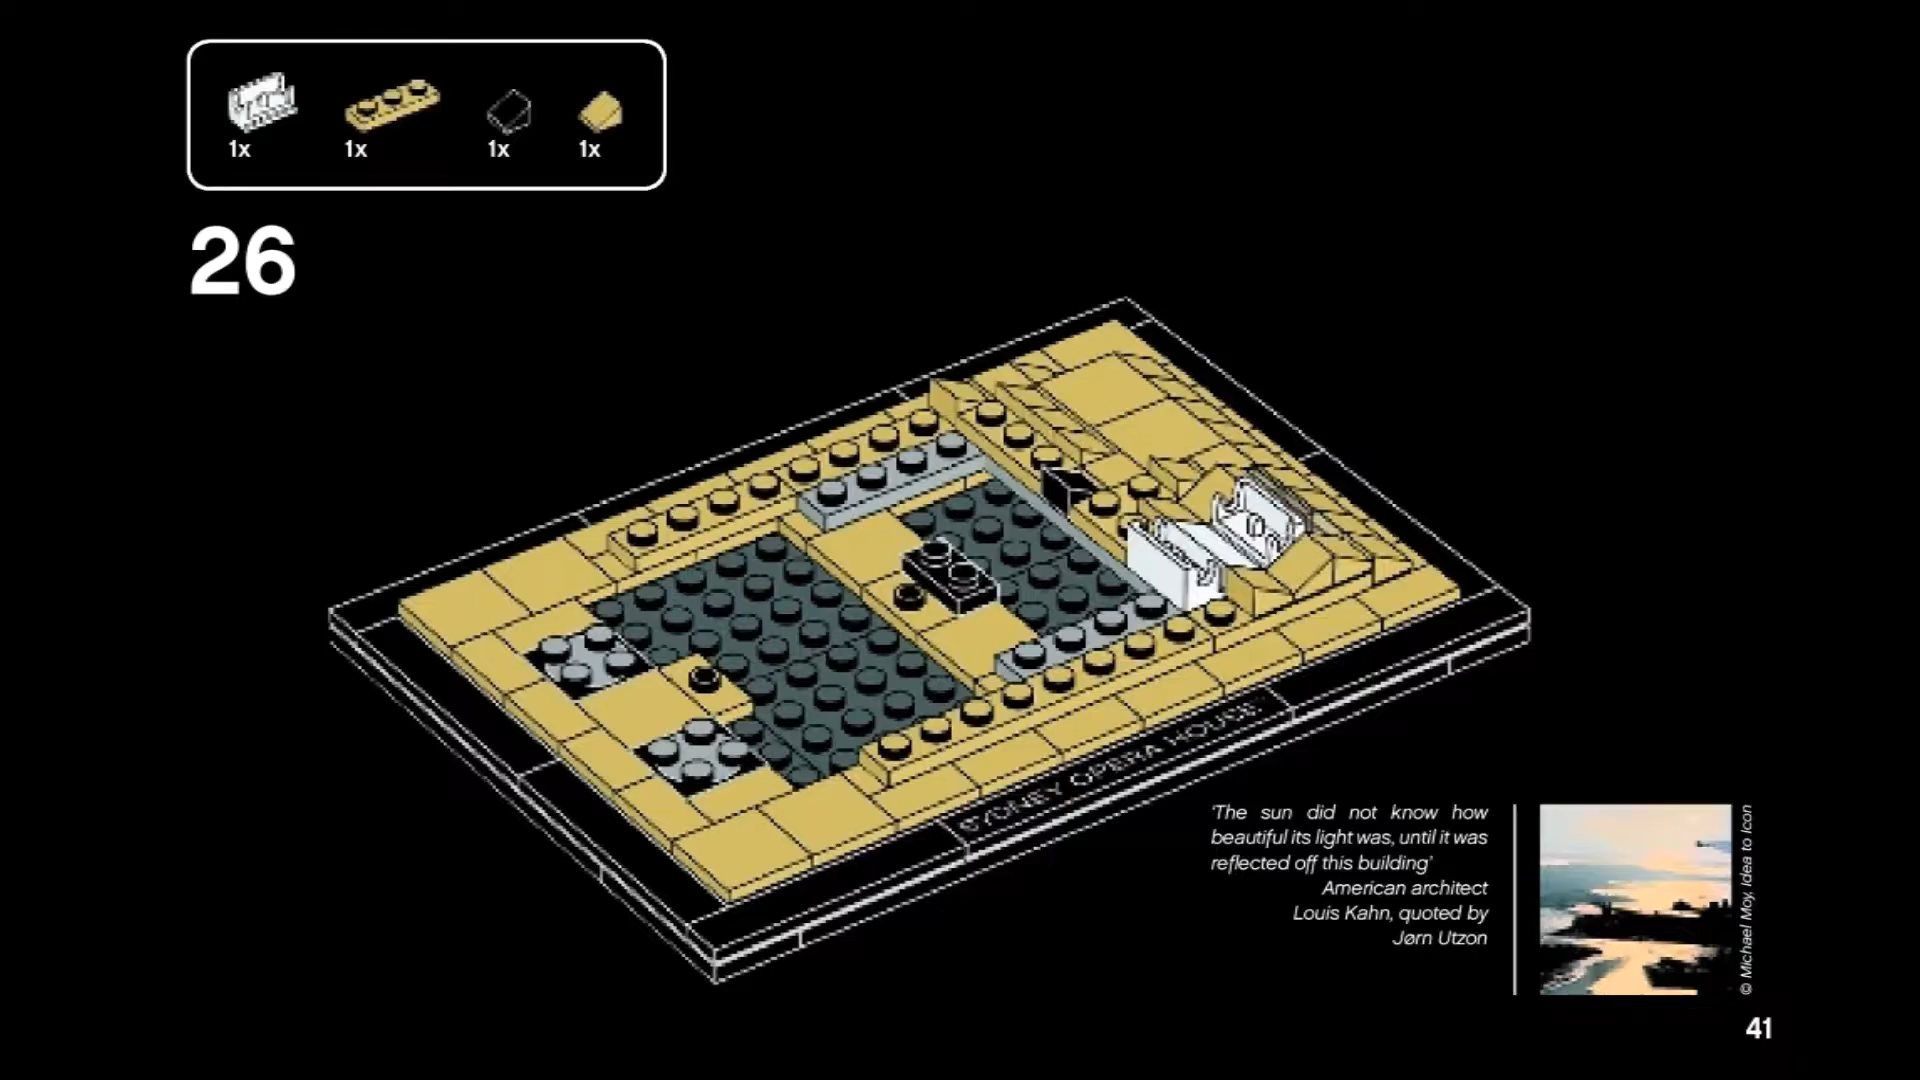 1x 1x 1x 1x
26
SYDNEY OPERA HOUSE
'The sun did not know how
beautiful its light was, until it was
reflected off this building'
American architect
Louis Kahn, quoted by
Jørn Utzon
© Michael Moy, Idea to Icon
41